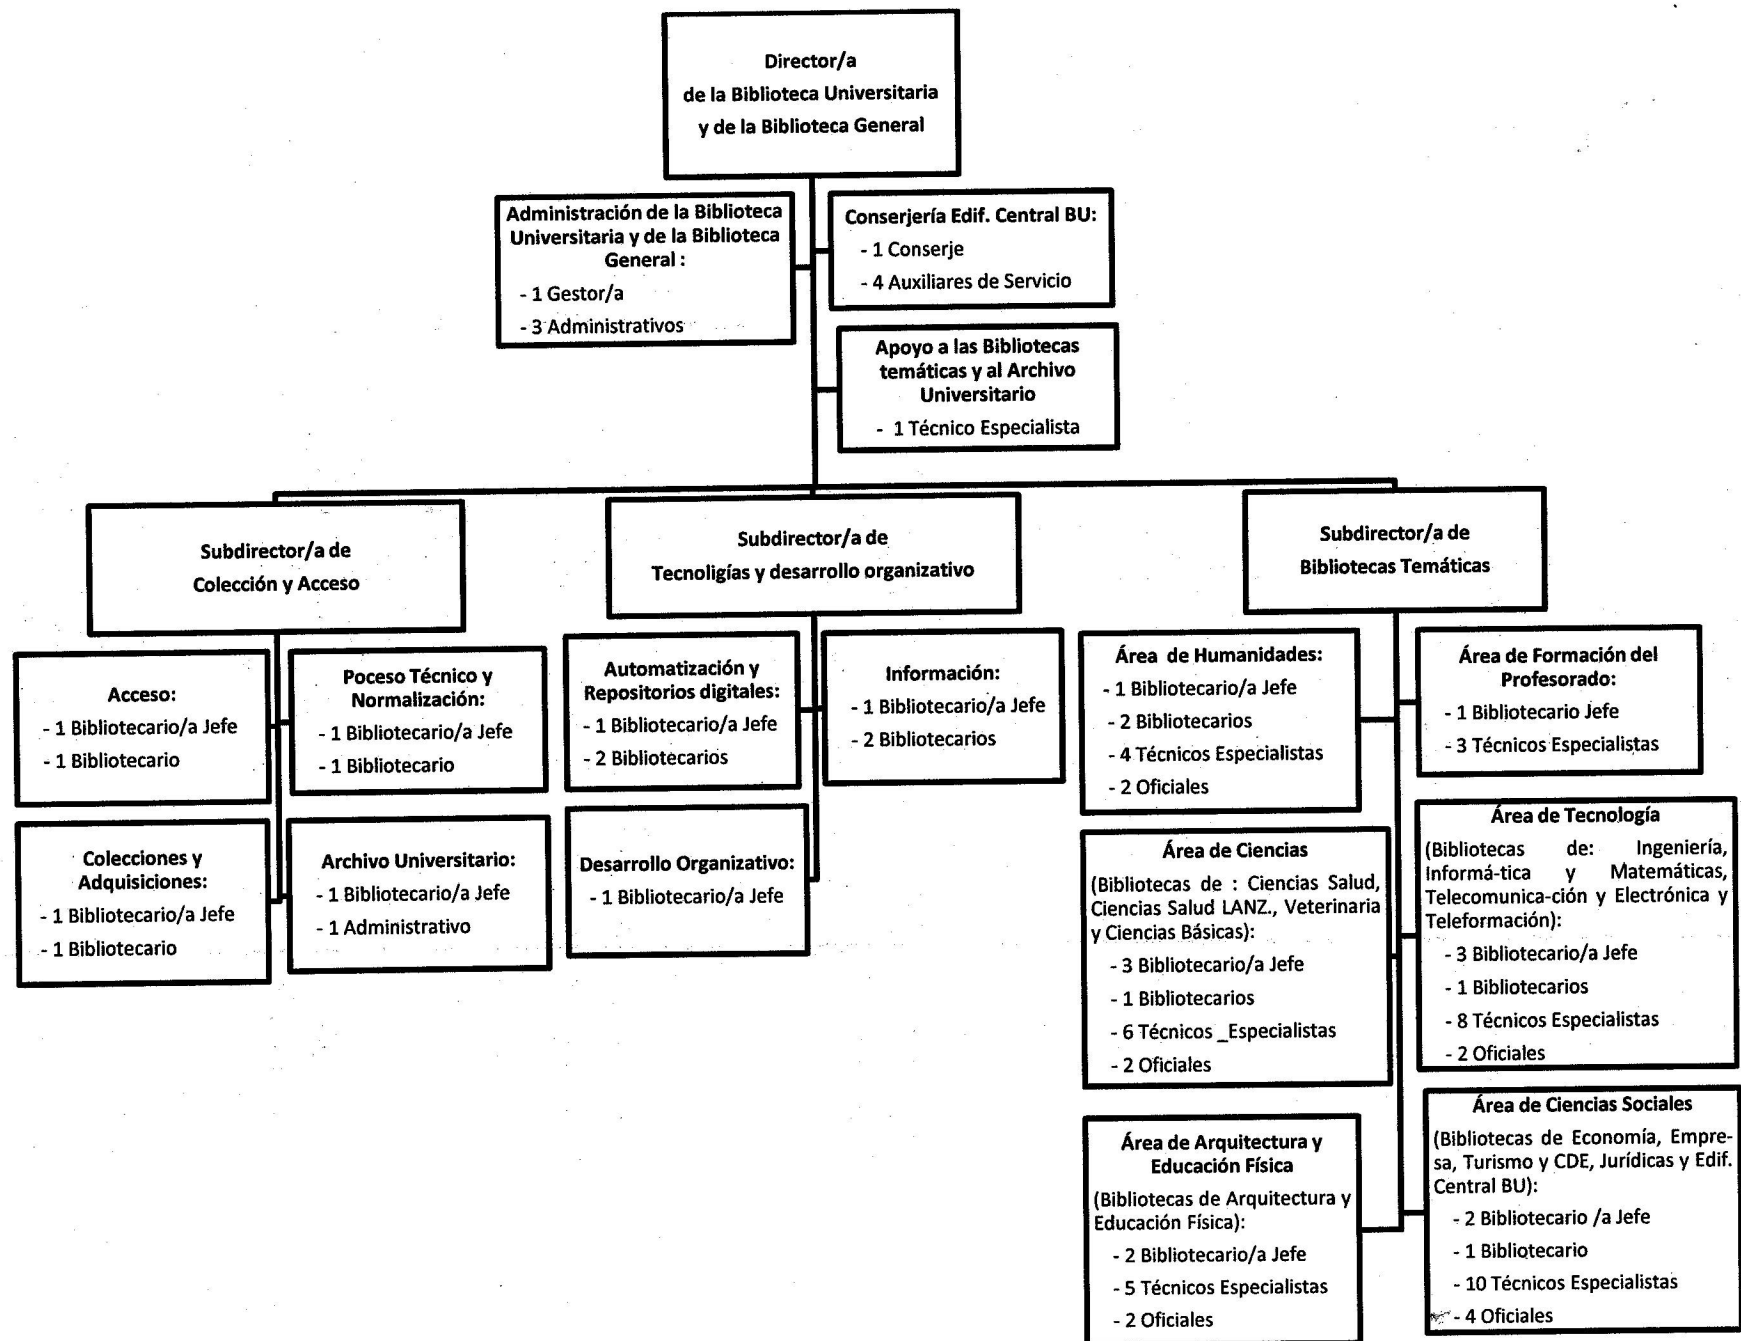 Director/a
de la Biblioteca Universitaria
y de la Biblioteca General
Administración de la Biblioteca
Universitaria y de la Biblioteca
General :
- 1 Gestor/a
- 3 Administrativos
Conserjería Edif. Central BU:
- 1 Conserje
- 4 Auxiliares de Servicio
Apoyo a las Bibliotecas
temáticas y al Archivo
Universitario
- 1 Técnico Especialista
Subdirector/a de
Colección y Acceso
Subdirector/a de
Tecnoligías y desarrollo organizativo
Subdirector/a de
Bibliotecas Temáticas
Acceso:
- 1 Bibliotecario/a Jefe
- 1 Bibliotecario
Poceso Técnico y
Normalización:
- 1 Bibliotecario/a Jefe
- 1 Bibliotecario
Colecciones y
Adquisiciones:
- 1 Bibliotecario/a Jefe
- 1 Bibliotecario
Archivo Universitario:
- 1 Bibliotecario/a Jefe
- 1 Administrativo
Automatización y
Repositorios digitales:
- 1 Bibliotecario/a Jefe
- 2 Bibliotecarios
Información:
- 1 Bibliotecario/a Jefe
- 2 Bibliotecarios
Desarrollo Organizativo:
- 1 Bibliotecario/a Jefe
Área de Humanidades:
- 1 Bibliotecario/a Jefe
- 2 Bibliotecarios
- 4 Técnicos Especialistas
- 2 Oficiales
Área de Formación del
Profesorado:
- 1 Bibliotecario Jefe
- 3 Técnicos Especialistas
Área de Ciencias
(Bibliotecas de : Ciencias Salud,
Ciencias Salud LANZ., Veterinaria
y Ciencias Básicas):
- 3 Bibliotecario/a Jefe
- 1 Bibliotecarios
- 6 Técnicos _Especialistas
- 2 Oficiales
Área de Tecnología
(Bibliotecas de: Ingeniería,
Informá-tica y Matemáticas,
Telecomunica-ción y Electrónica y
Teleformación):
- 3 Bibliotecario/a Jefe
- 1 Bibliotecarios
- 8 Técnicos Especialistas
- 2 Oficiales
Área de Arquitectura y
Educación Física
(Bibliotecas de Arquitectura y
Educación Física):
- 2 Bibliotecario/a Jefe
- 5 Técnicos Especialistas
- 2 Oficiales
Área de Ciencias Sociales
(Bibliotecas de Economía, Empre-
sa, Turismo y CDE, Jurídicas y Edif.
Central BU):
- 2 Bibliotecario /a Jefe
- 1 Bibliotecario
- 10 Técnicos Especialistas
- 4 Oficiales